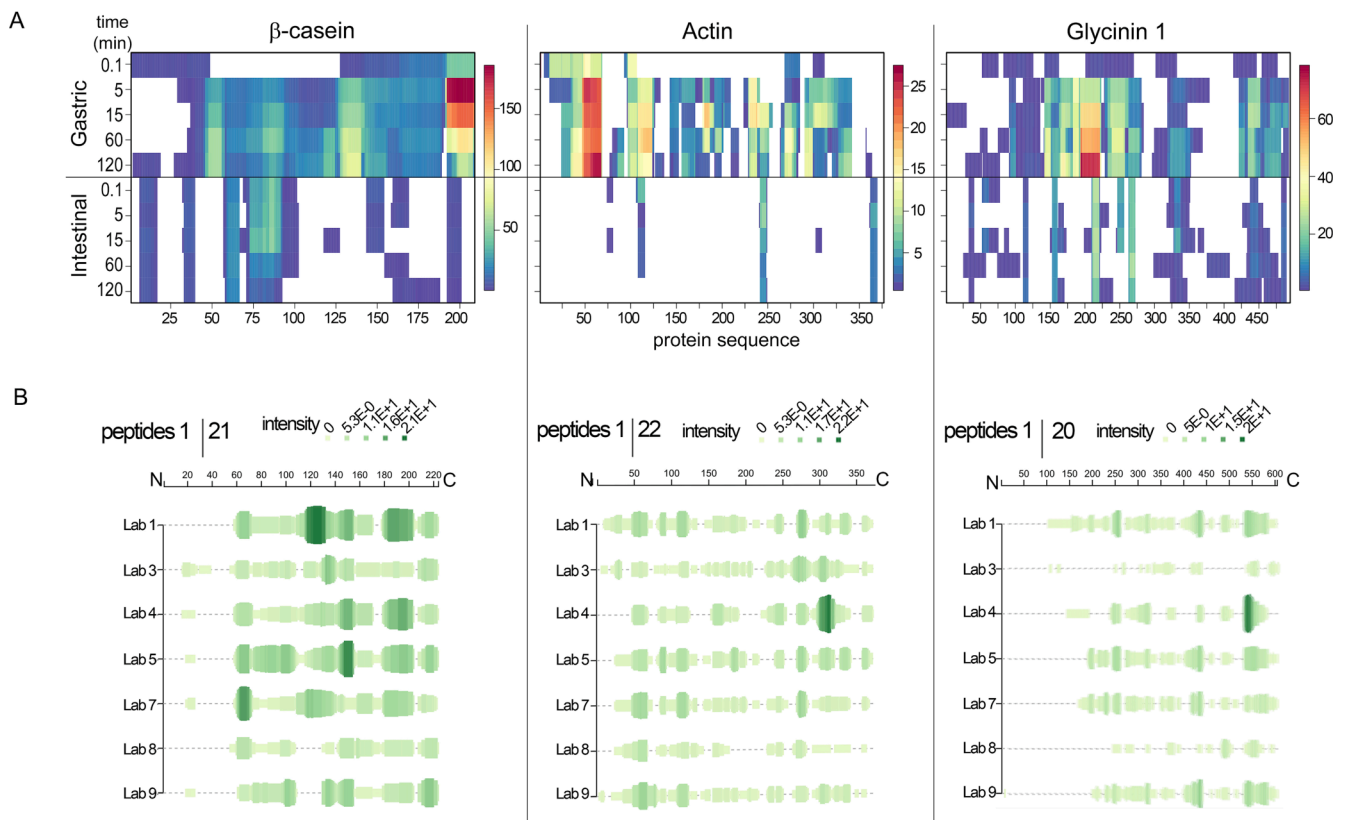 A
time
(min)
β-casein
Actin
Glycinin 1
Gastric
0.1
5
15
60
120
Intestinal
0.1
5
15
60
120
150
100
50
25
20
15
10
5
60
40
20
25 50 75 100 125 150 175 200
50 100 150 200 250 300 350
50 100 150 200 250 300 350 400 450
protein sequence
B
peptides 1 21
intensity
0 5.3E-0 1.1E+1 1.6E+1 2.1E+1
peptides 1 22
intensity
0 5.3E-0 1.1E+1 1.7E+1 2.2E+1
peptides 1 20
intensity
0 5E-0 1E+1 1.5E+1 2E+1
N 20 40 60 80 100 120 140 160 180 200 220 C
N 50 100 150 200 250 300 350 C
N 50 100 150 200 250 300 350 400 450 500 550 600 C
Lab 1 Lab 1 Lab 1
Lab 3 Lab 3 Lab 3
Lab 4 Lab 4 Lab 4
Lab 5 Lab 5 Lab 5
Lab 7 Lab 7 Lab 7
Lab 8 Lab 8 Lab 8
Lab 9 Lab 9 Lab 9